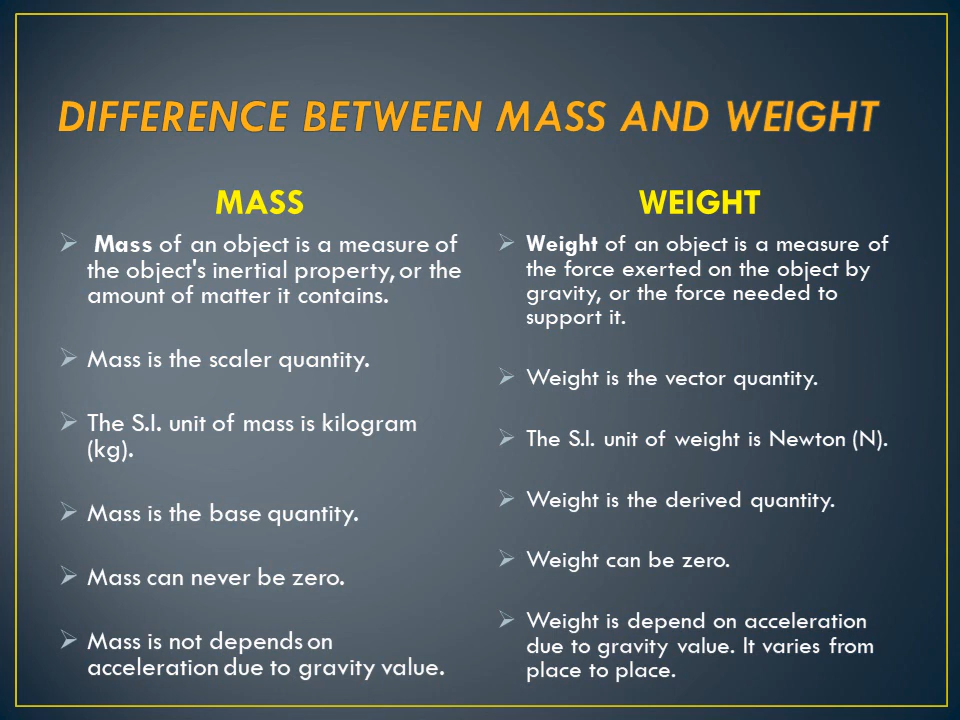 DIFFERENCE BETWEEN MASS AND WEIGHT
MASS
➢ Mass of an object is a measure of
the object's inertial property, or the
amount of matter it contains.
➢ Mass is the scaler quantity.
➢ The S.I. unit of mass is kilogram
(kg).
➢ Mass is the base quantity.
➢ Mass can never be zero.
➢ Mass is not depends on
acceleration due to gravity value.
WEIGHT
➢ Weight of an object is a measure of
the force exerted on the object by
gravity, or the force needed to
support it.
➢ Weight is the vector quantity.
➢ The S.I. unit of weight is Newton (N).
➢ Weight is the derived quantity.
➢ Weight can be zero.
➢ Weight is depend on acceleration
due to gravity value. It varies from
place to place.